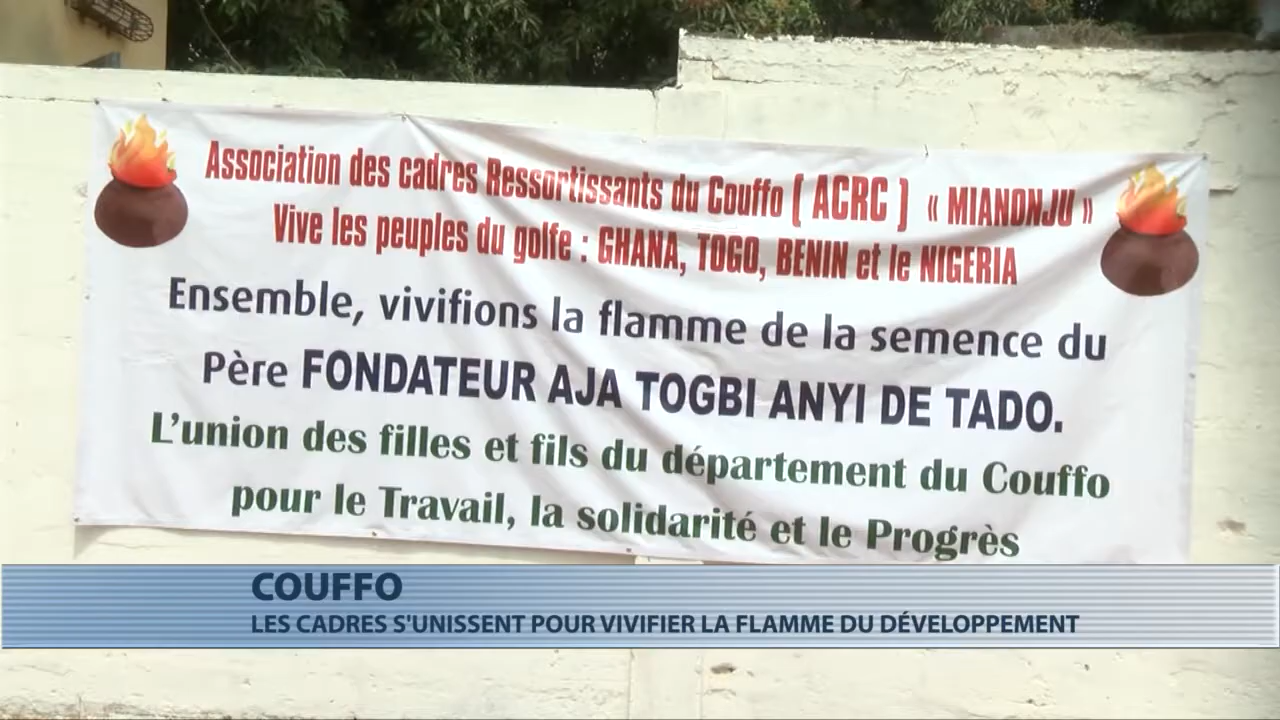 Association des cadres Ressortissants du Couffo ( ACRC ) « MIANONJU »
Vive les peuples du golfe : GHANA, TOGO, BENIN et le NIGERIA
Ensemble, vivifions la flamme de la semence du
Père FONDATEUR AJA TOGBI ANYI DE TADO.
L'union des filles et fils du département du Couffo
pour le Travail, la solidarité et le Progrès
COUFFO
LES CADRES S'UNISSENT POUR VIVIFIER LA FLAMME DU DÉVELOPPEMENT